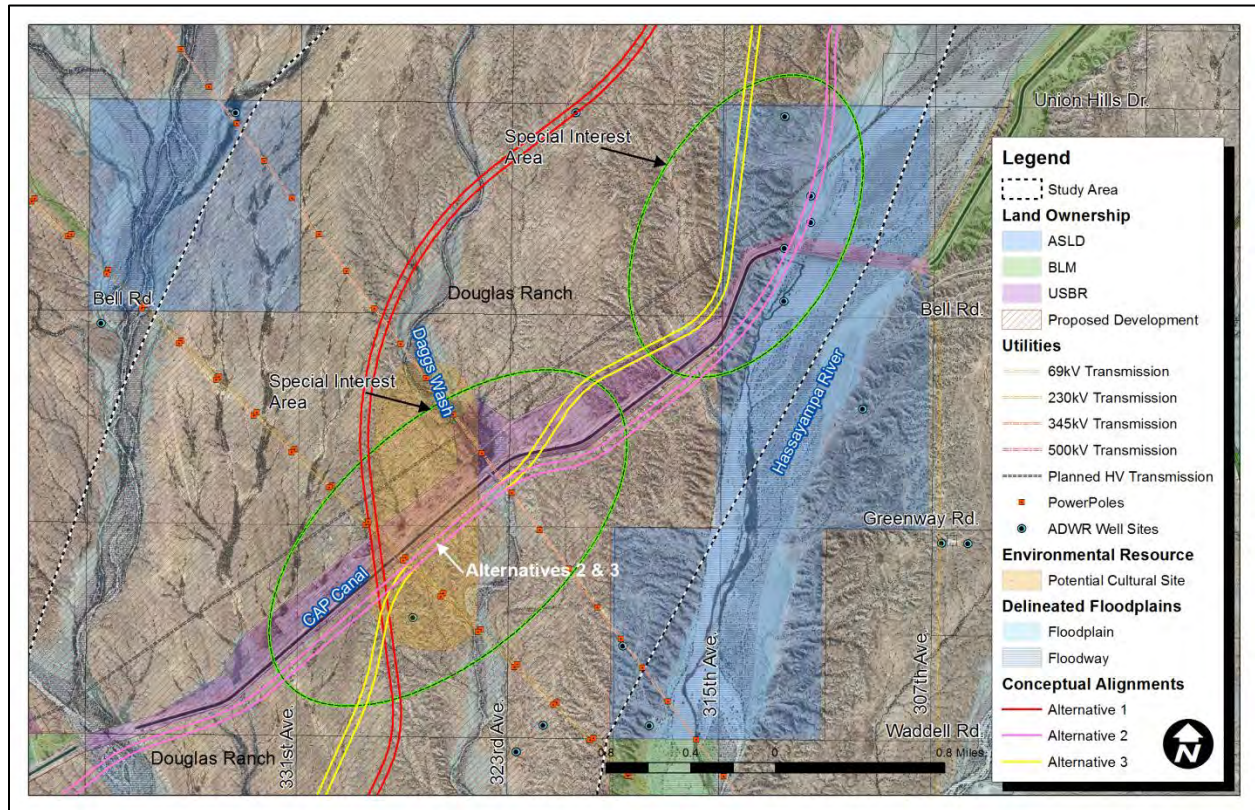 Union Hills Dr.
Special Interest
Area
Bell Rd.
Douglas Ranch
Bell Rd.
Daggs Wash
Special Interest
Area
Hassayampa River
Greenway Rd.
Alternatives 2 & 3
CAP Canal
331st Ave.
323rd Ave.
315th Ave.
307th Ave.
Waddell Rd.
Douglas Ranch
0.8 0.4 0 0.8 Miles
Legend
Study Area
Land Ownership
ASLD
BLM
USBR
Proposed Development
Utilities
69kV Transmission
230kV Transmission
345kV Transmission
500kV Transmission
Planned HV Transmission
PowerPoles
ADWR Well Sites
Environmental Resource
Potential Cultural Site
Delineated Floodplains
Floodplain
Floodway
Conceptual Alignments
Alternative 1
Alternative 2
Alternative 3
N